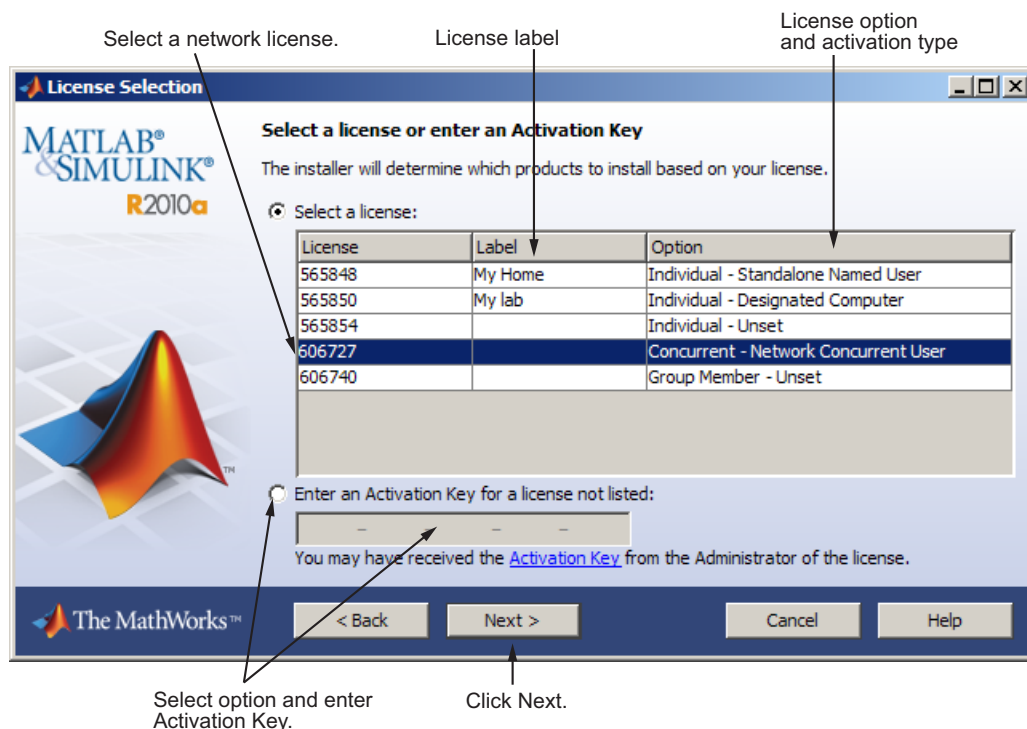 Select a network license.
License label
License option
and activation type
License Selection
MATLAB®
&SIMULINK®
R2010a
Select a license or enter an Activation Key
The installer will determine which products to install based on your license.
Select a license:
License Label Option
565848 My Home Individual - Standalone Named User
565850 My lab Individual - Designated Computer
565854 Individual - Unset
606727 Concurrent - Network Concurrent User
606740 Group Member - Unset
TM
Enter an Activation Key for a license not listed:
– – – –
You may have received the Activation Key from the Administrator of the license.
The MathWorks™
< Back Next > Cancel Help
Select option and enter
Activation Key.
Click Next.